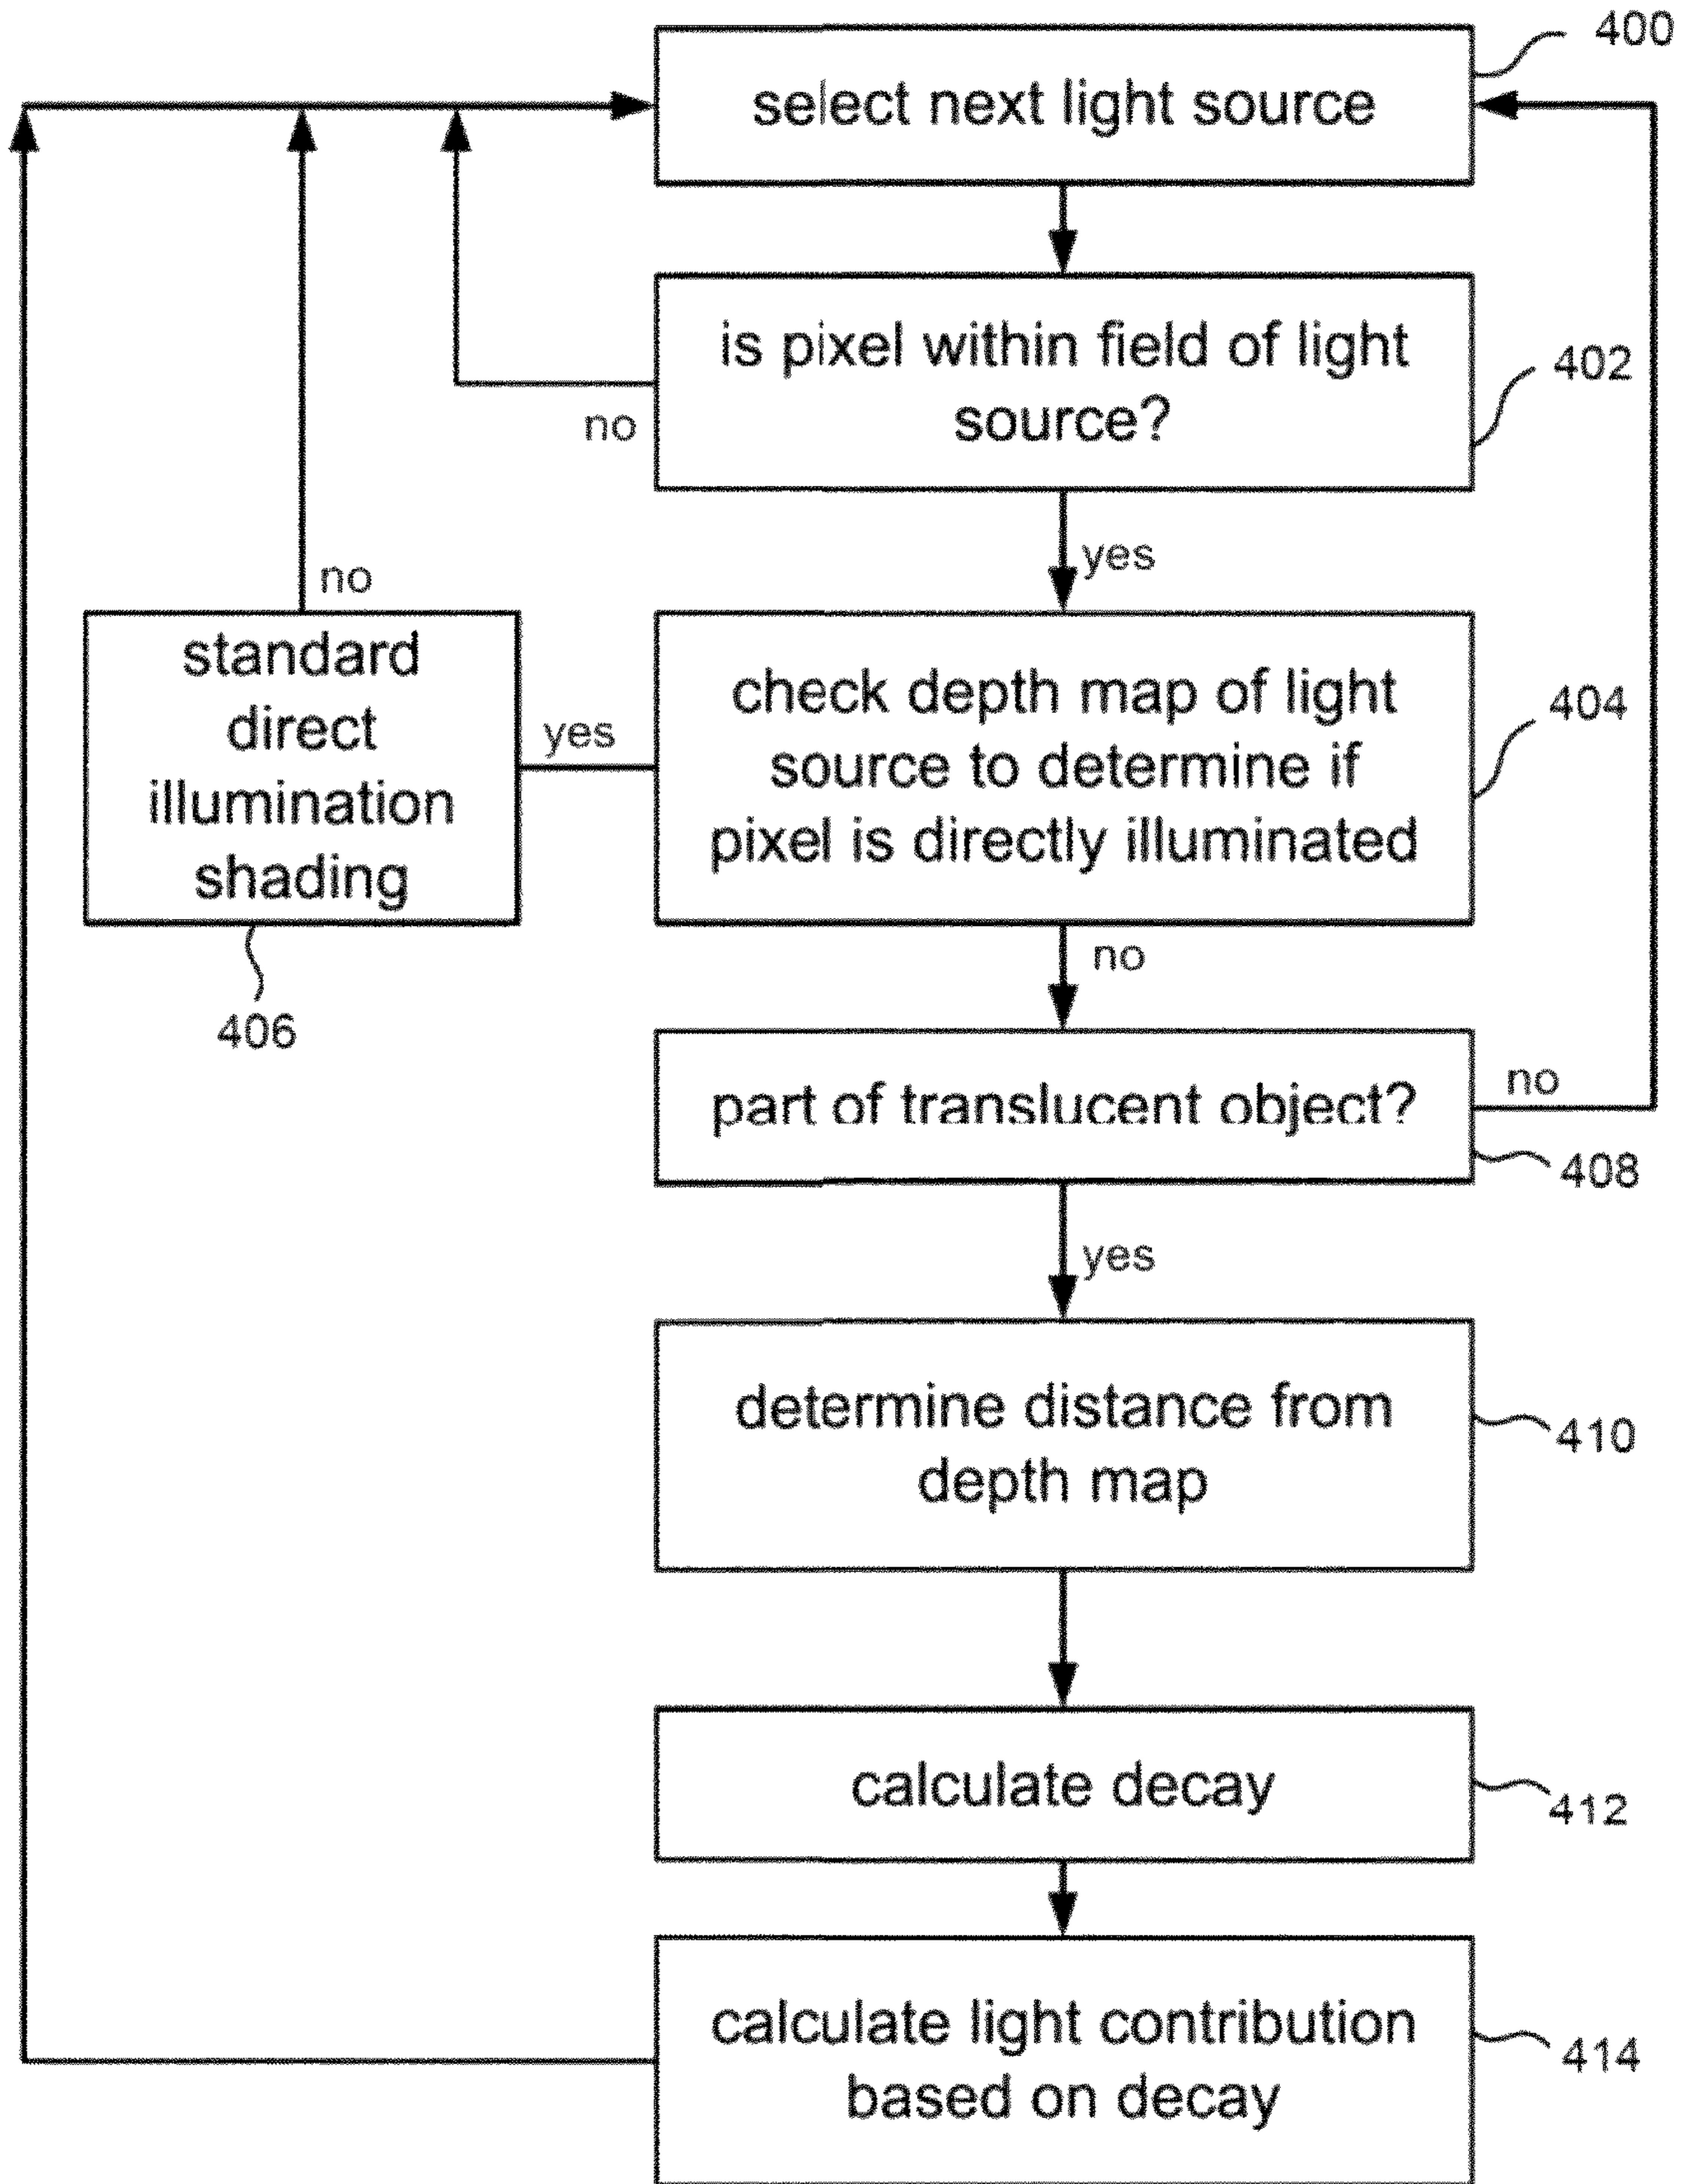 400
select next light source
is pixel within field of light
source?
402
no
yes
no
standard
direct
illumination
shading
yes
check depth map of light
source to determine if
pixel is directly illuminated
404
406
no
part of translucent object?
no
408
yes
determine distance from
depth map
410
calculate decay
412
calculate light contribution
based on decay
414